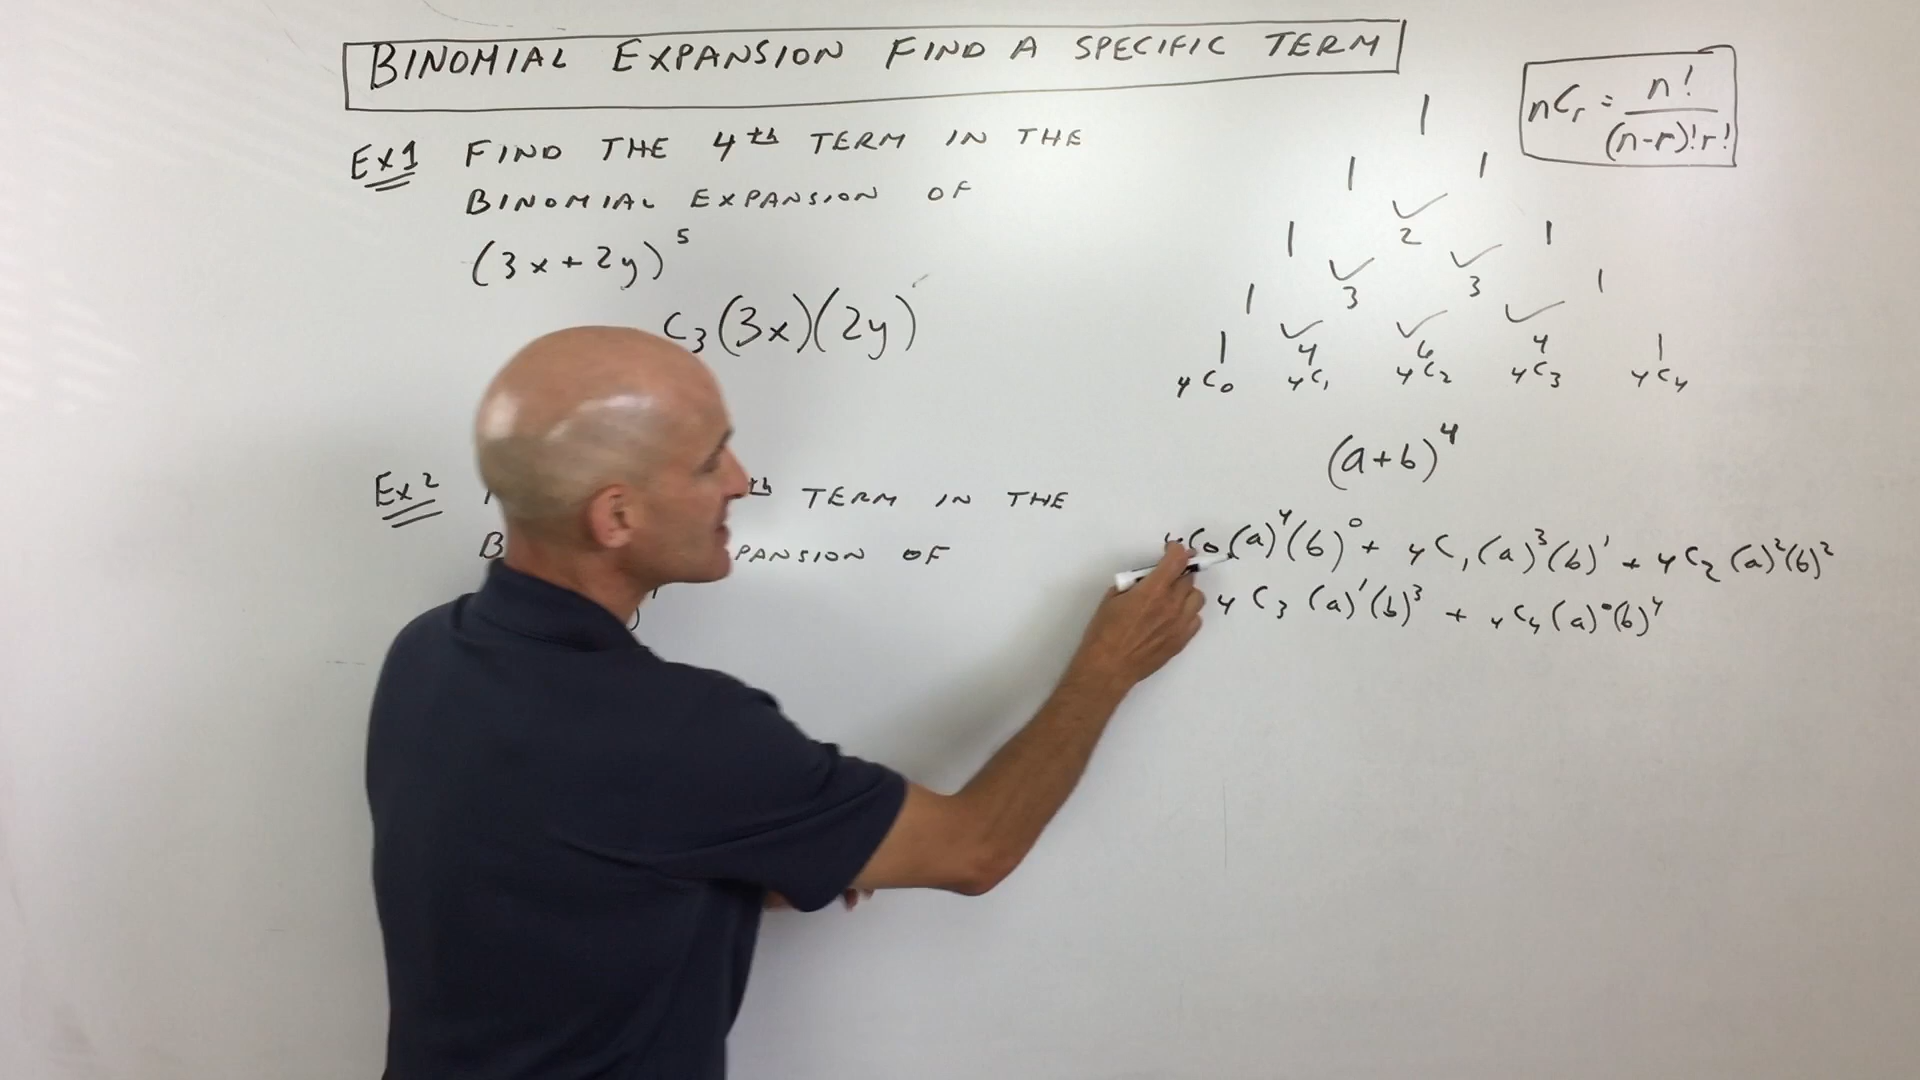 BINOMIAL EXPANSION FIND A SPECIFIC TERM
Ex1 FIND THE 4th TERM IN THE
BINOMIAL EXPANSION OF
(3x+2y)^5
C₃(3x)(2y)
Ex2 TERM IN THE
OF
nCr = n! / (n-r)!r!
1
1 1
1 2 1
1 3 3 1
1 4 6 4 1
₄C₀ ₄C₁ ₄C₂ ₄C₃ ₄C₄
(a+b)^4
₄C₀(a)^4(b)^0 + ₄C₁(a)^3(b)^1 + ₄C₂(a)^2(b)^2
₄C₃(a)^1(b)^3 + ₄C₄(a)^0(b)^4